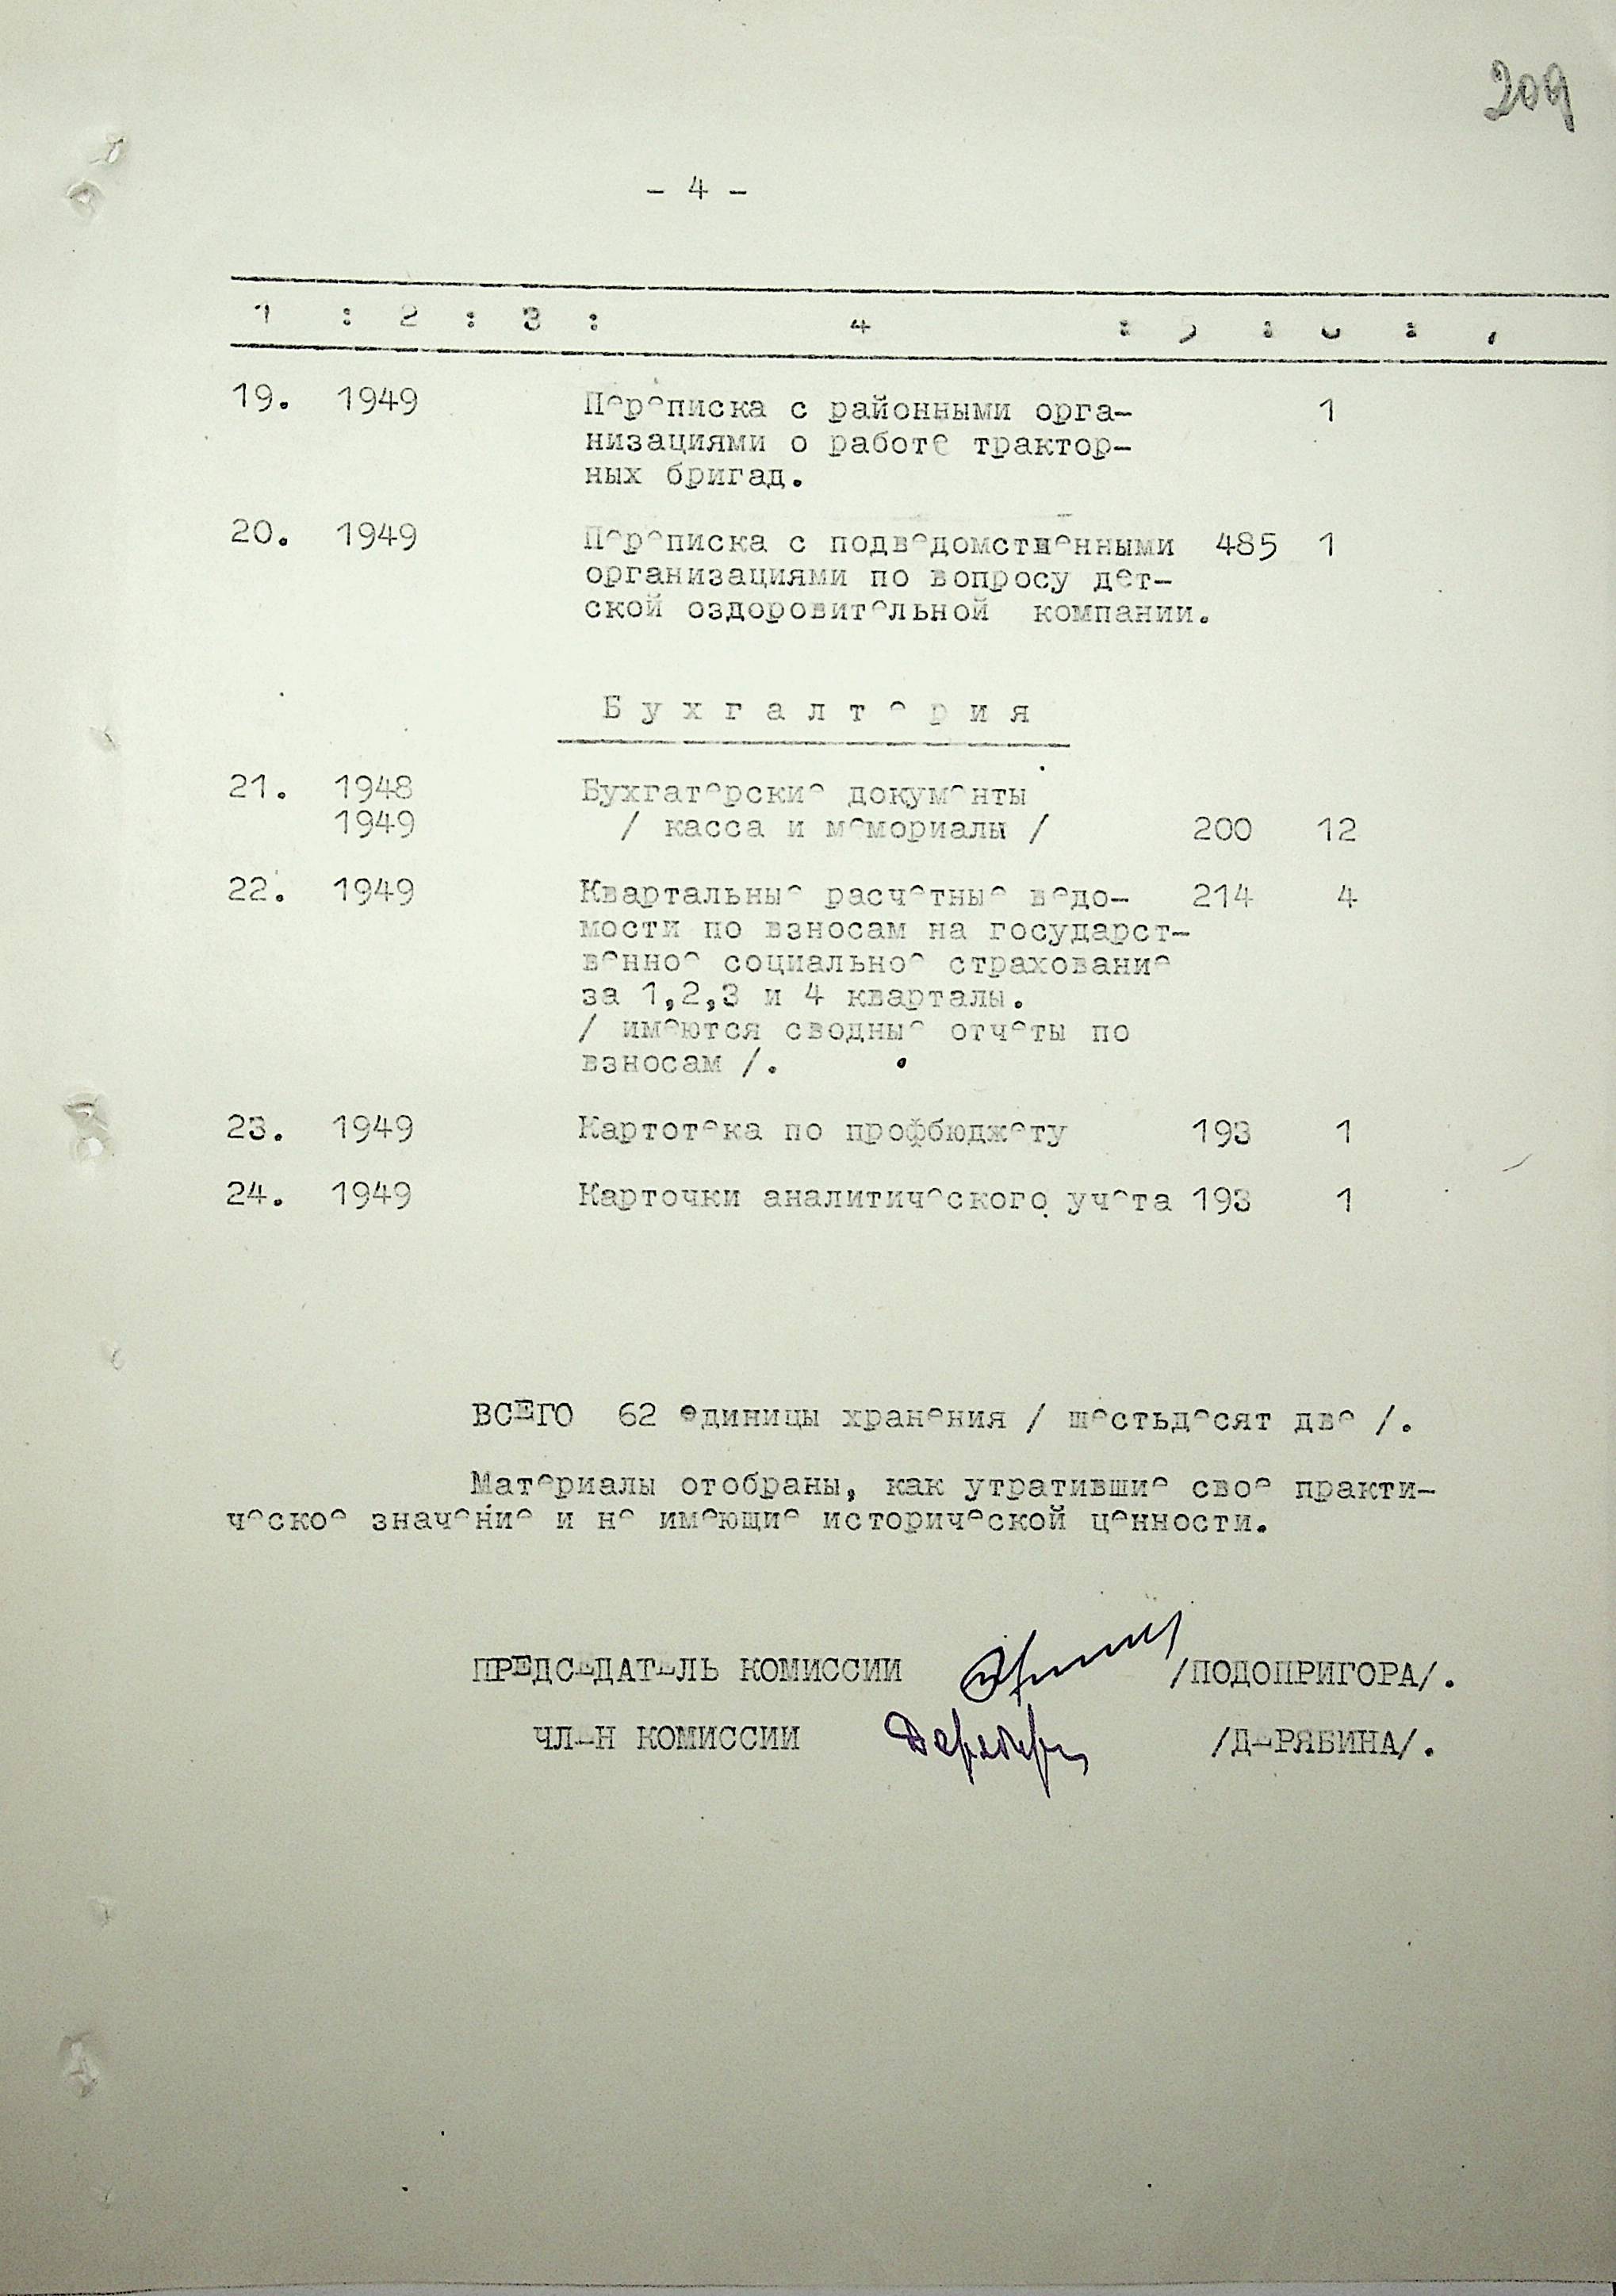 209
- 4 -
1 : 2 : 3 : 4 : 5 : 6 : 7
19. 1949 Переписка с районными орга- 1
низациями о работе трактор-
ных бригад.
20. 1949 Переписка с подведомственными 485 1
организациями по вопросу дет-
ской оздоровительной компании.
Бухгалтерия
21. 1948 Бухгатерские документы
1949 / касса и мемориалы / 200 12
22. 1949 Квартальные расчетные ведо- 214 4
мости по взносам на государст-
венное социальное страхование
за 1,2,3 и 4 кварталы.
/ имеются сводные отчеты по
взносам /.
23. 1949 Картотека по профбюджету 193 1
24. 1949 Карточки аналитического учета 193 1
ВСЕГО 62 единицы хранения / шестьдесят две /.
Материалы отобраны, как утратившие свое практи-
ческое значение и не имеющие исторической ценности.
ПРЕДСЕДАТЕЛЬ КОМИССИИ /ПОДОПРИГОРА/.
ЧЛЕН КОМИССИИ /ДЕРЯБИНА/.